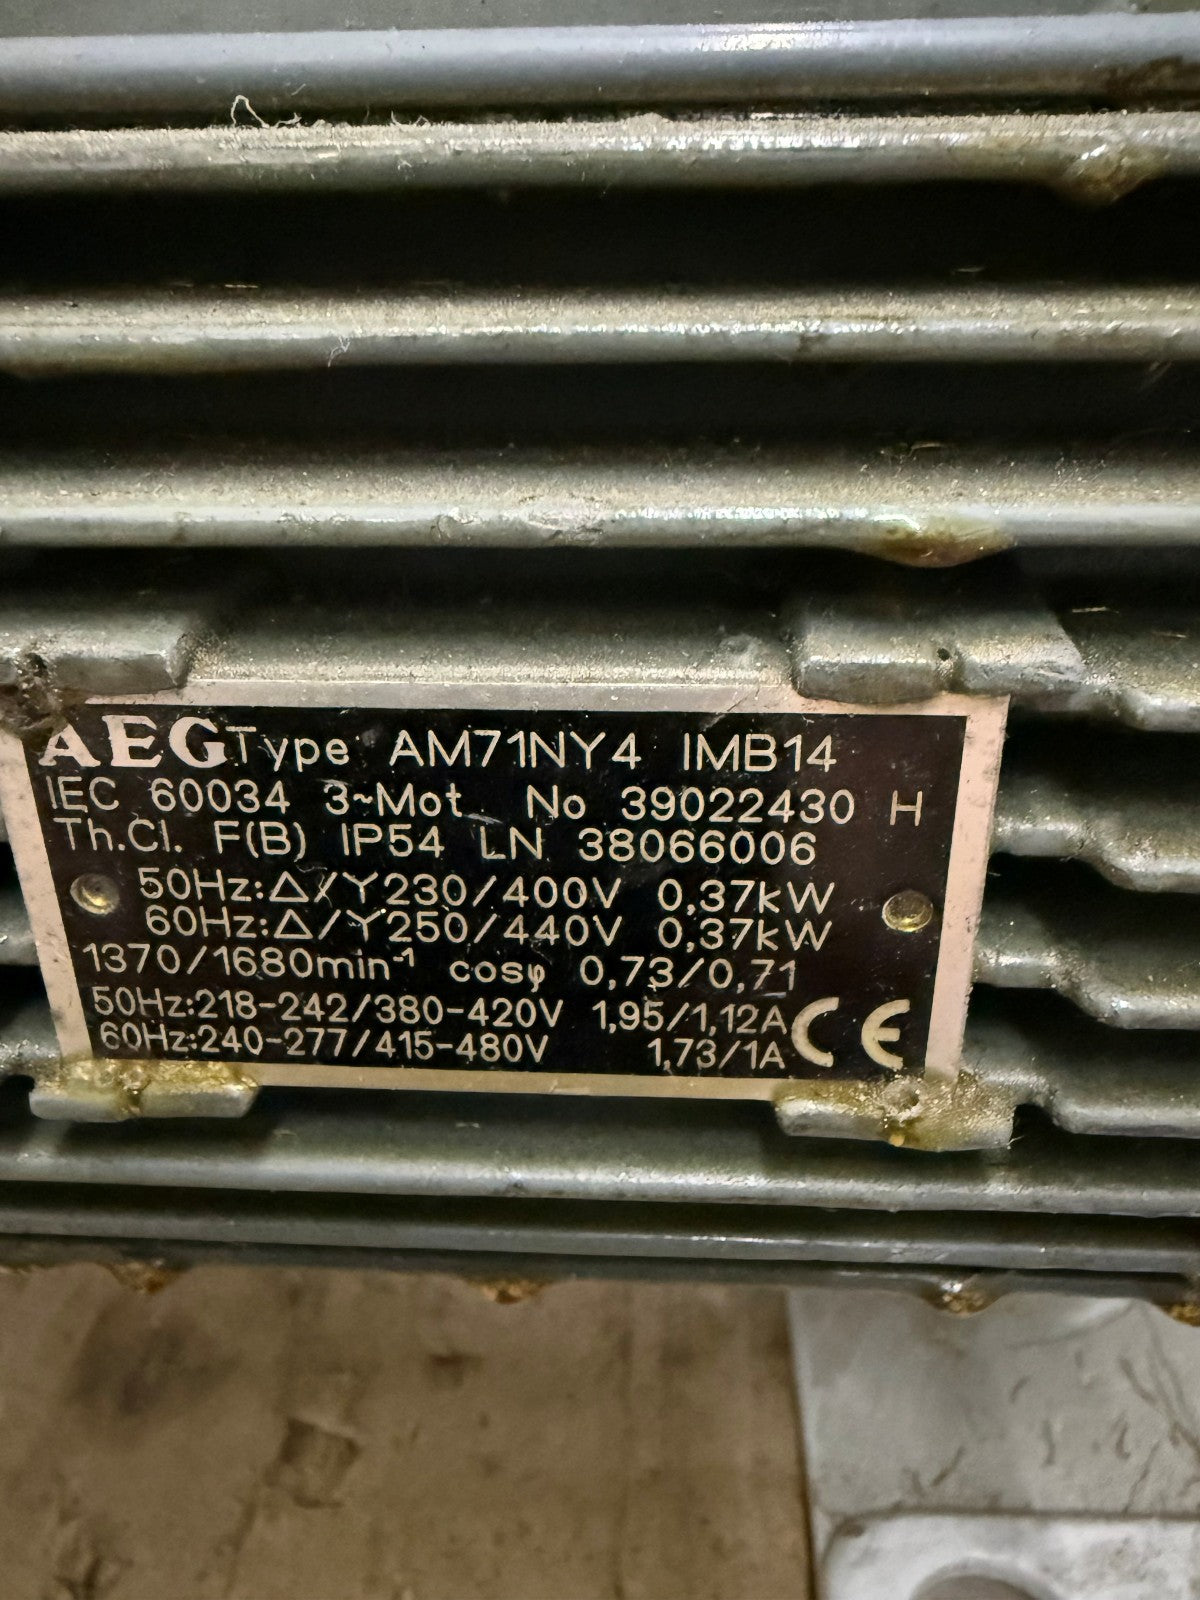 AEG Type AM71NY4 IMB14
IEC 60034 3~Mot. No 39022430 H
Th.Cl. F(B) IP54 LN 38066006
50Hz:Δ/Y230/400V 0,37kW
60Hz:Δ/Y250/440V 0,37kW
1370/1680min⁻¹ cosφ 0,73/0,71
50Hz:218-242/380-420V 1,95/1,12A
60Hz:240-277/415-480V 1,73/1A
CE